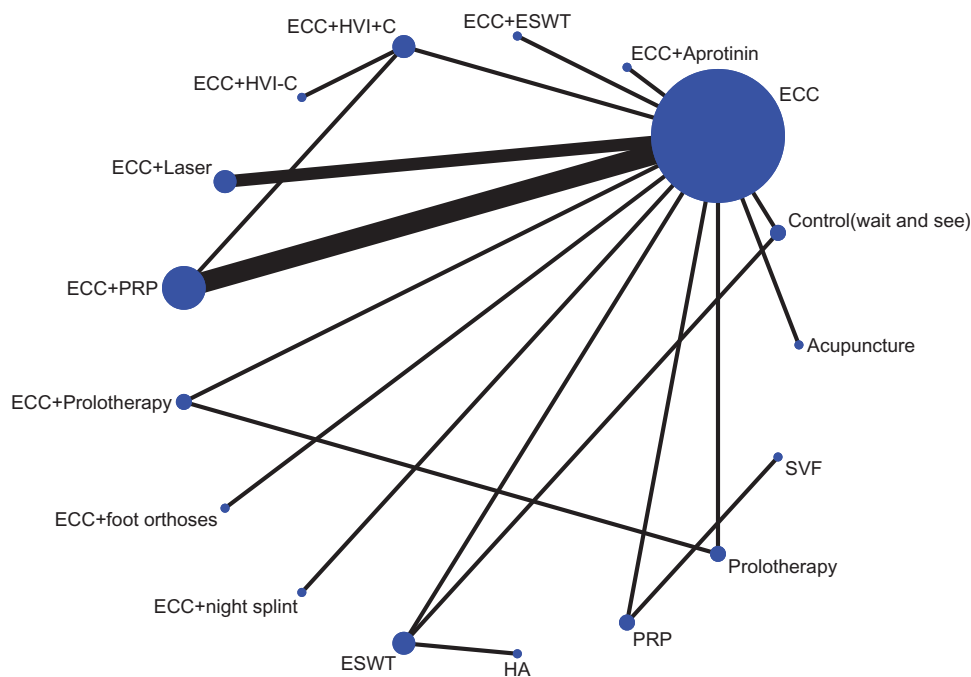 ECC+HVI+C
ECC+ESWT
ECC+Aprotinin
ECC
ECC+HVI-C
ECC+Laser
Control(wait and see)
ECC+PRP
Acupuncture
ECC+Prolotherapy
SVF
ECC+foot orthoses
Prolotherapy
ECC+night splint
PRP
ESWT
HA